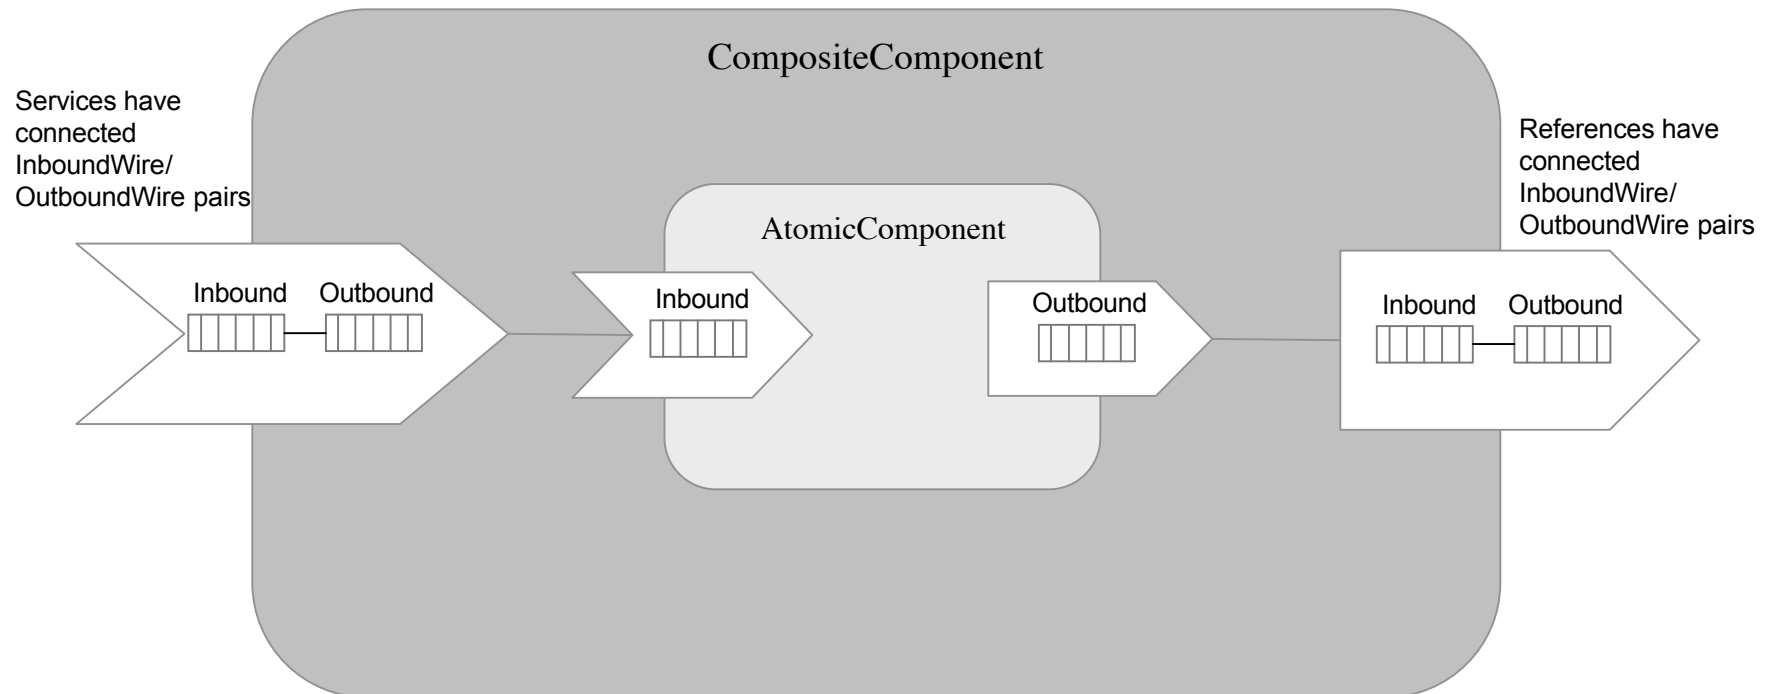 CompositeComponent
Services have
connected
InboundWire/
OutboundWire pairs
References have
connected
InboundWire/
OutboundWire pairs
AtomicComponent
Inbound Outbound
Inbound
Outbound
Inbound Outbound